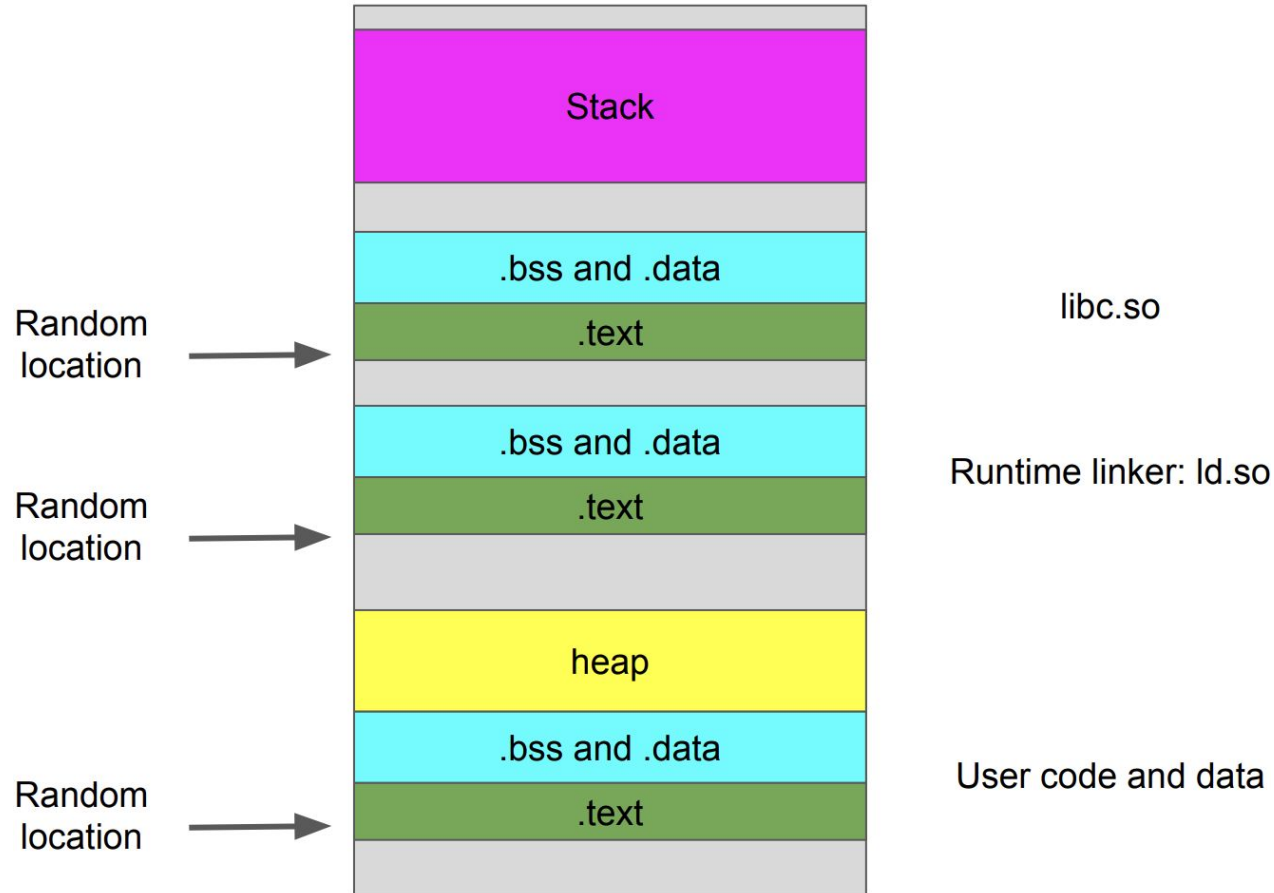 Stack
.bss and .data
libc.so
Random
location
.text
.bss and .data
Runtime linker: ld.so
Random
location
.text
heap
.bss and .data
User code and data
Random
location
.text